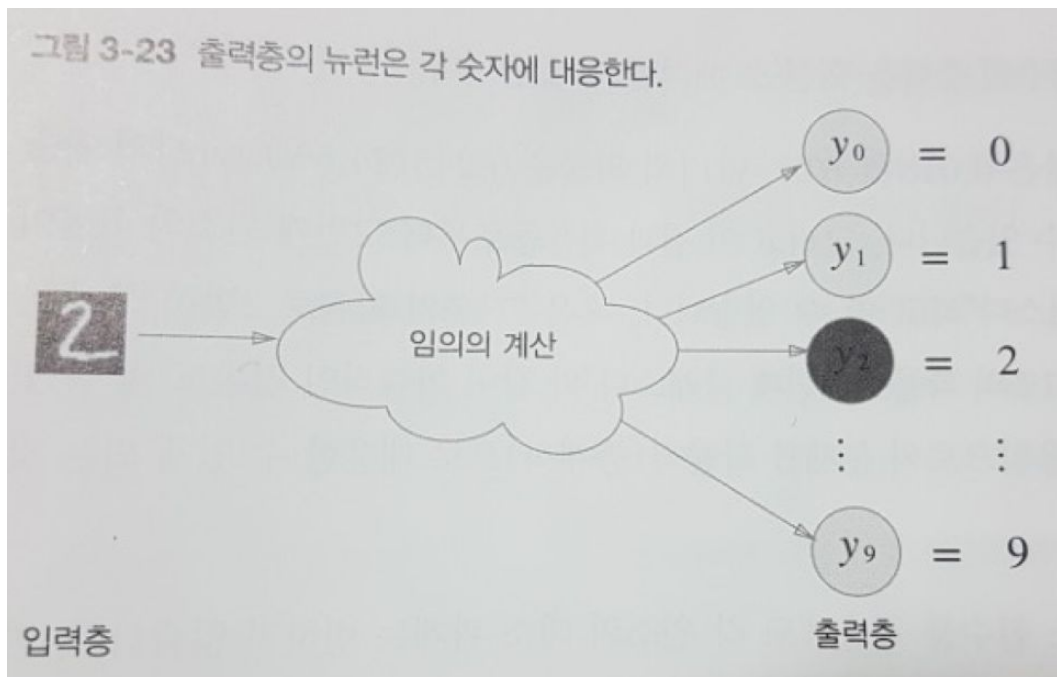 그림 3-23 출력층의 뉴런은 각 숫자에 대응한다.
y0 = 0
y1 = 1
2
임의의 계산
y2 = 2
⋮ ⋮
y9 = 9
입력층
출력층